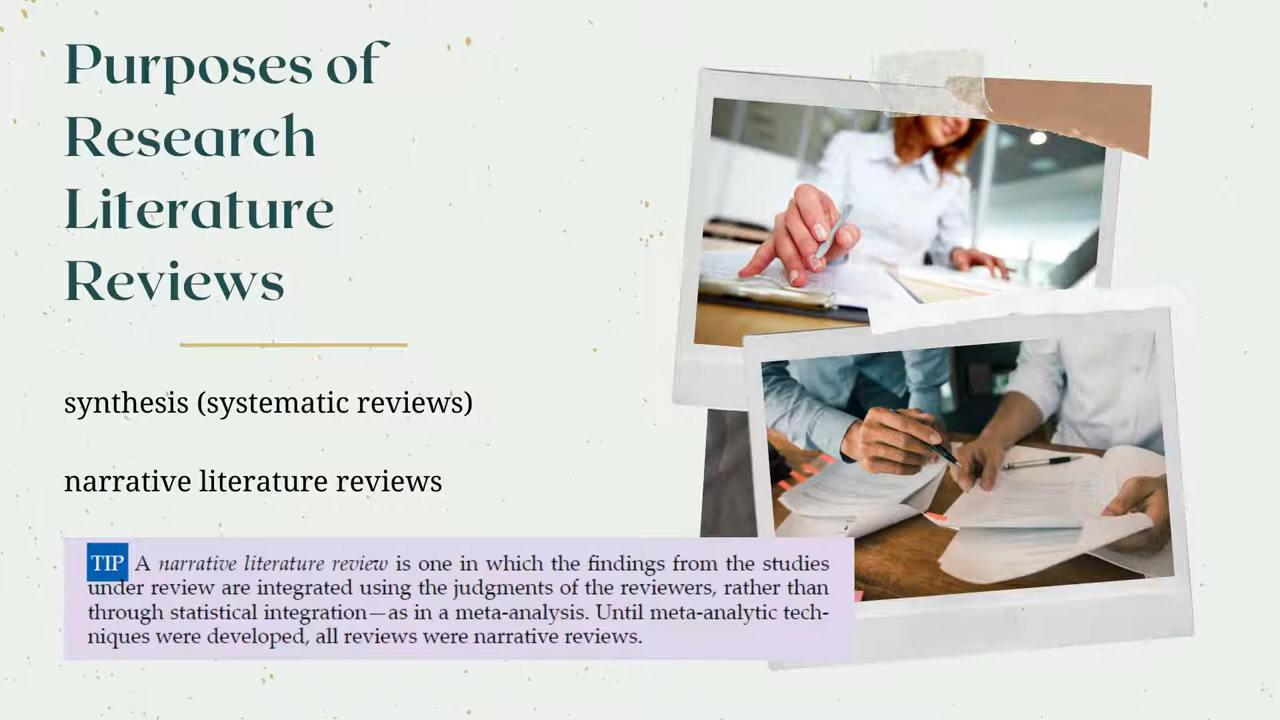 Purposes of
Research
Literature
Reviews
synthesis (systematic reviews)
narrative literature reviews
TIP A narrative literature review is one in which the findings from the studies
under review are integrated using the judgments of the reviewers, rather than
through statistical integration—as in a meta-analysis. Until meta-analytic tech-
niques were developed, all reviews were narrative reviews.